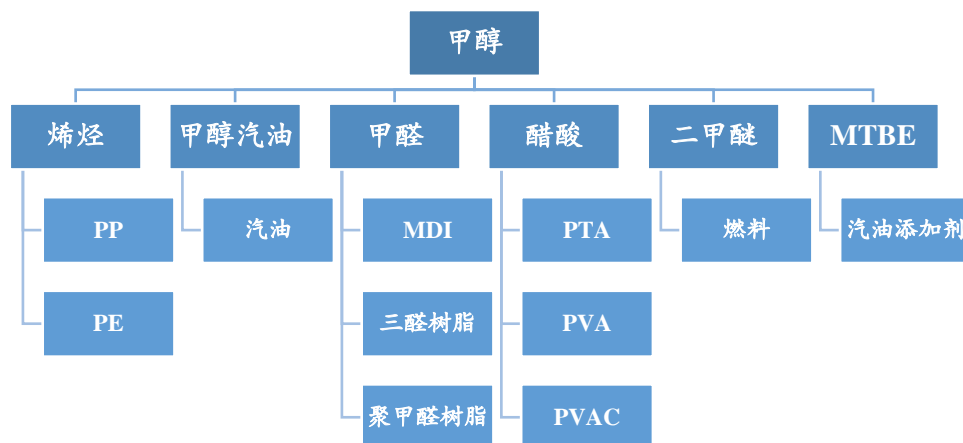 甲醇
烯烃
甲醇汽油
甲醛
醋酸
二甲醚
MTBE
PP
汽油
MDI
PTA
燃料
汽油添加剂
PE
三醛树脂
PVA
聚甲醛树脂
PVAC